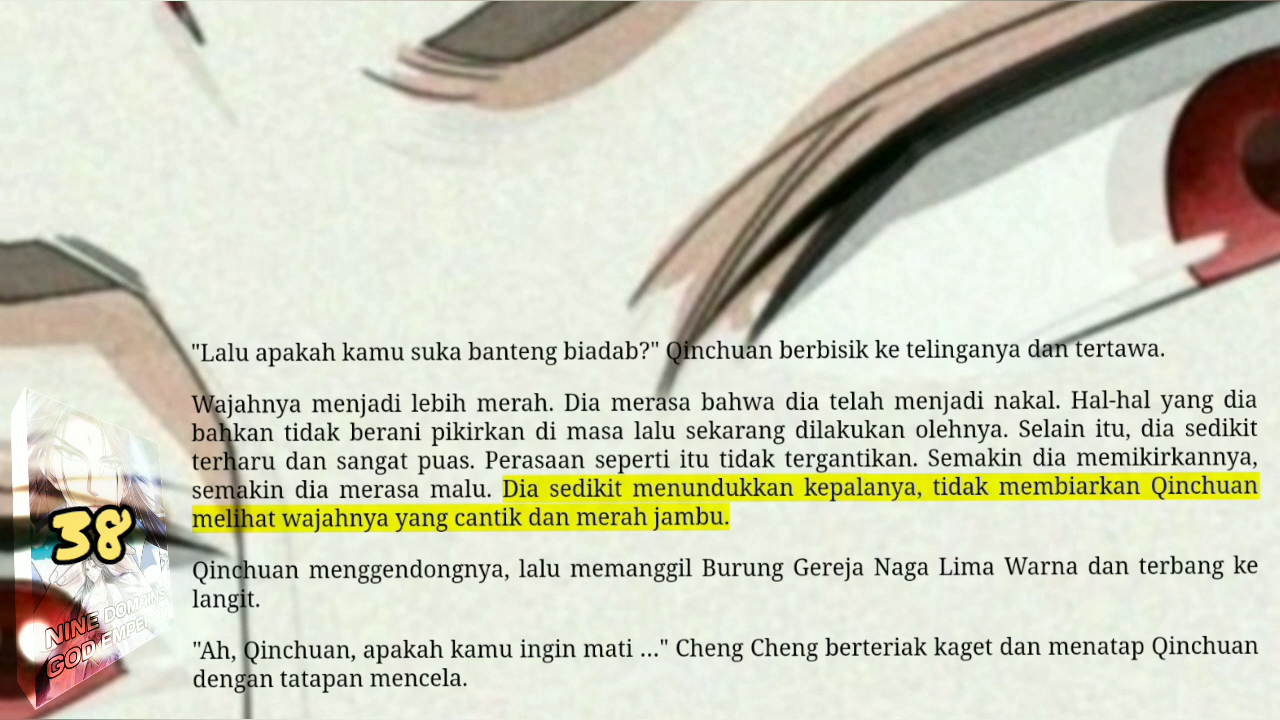 "Lalu apakah kamu suka banteng biadab?" Qinchuan berbisik ke telinganya dan tertawa.
Wajahnya menjadi lebih merah. Dia merasa bahwa dia telah menjadi nakal. Hal-hal yang dia
bahkan tidak berani pikirkan di masa lalu sekarang dilakukan olehnya. Selain itu, dia sedikit
terharu dan sangat puas. Perasaan seperti itu tidak tergantikan. Semakin dia memikirkannya,
semakin dia merasa malu. Dia sedikit menundukkan kepalanya, tidak membiarkan Qinchuan
melihat wajahnya yang cantik dan merah jambu.
Qinchuan menggendongnya, lalu memanggil Burung Gereja Naga Lima Warna dan terbang ke
langit.
"Ah, Qinchuan, apakah kamu ingin mati ..." Cheng Cheng berteriak kaget dan menatap Qinchuan
dengan tatapan mencela.
38
NINE DOMAINS
GOD